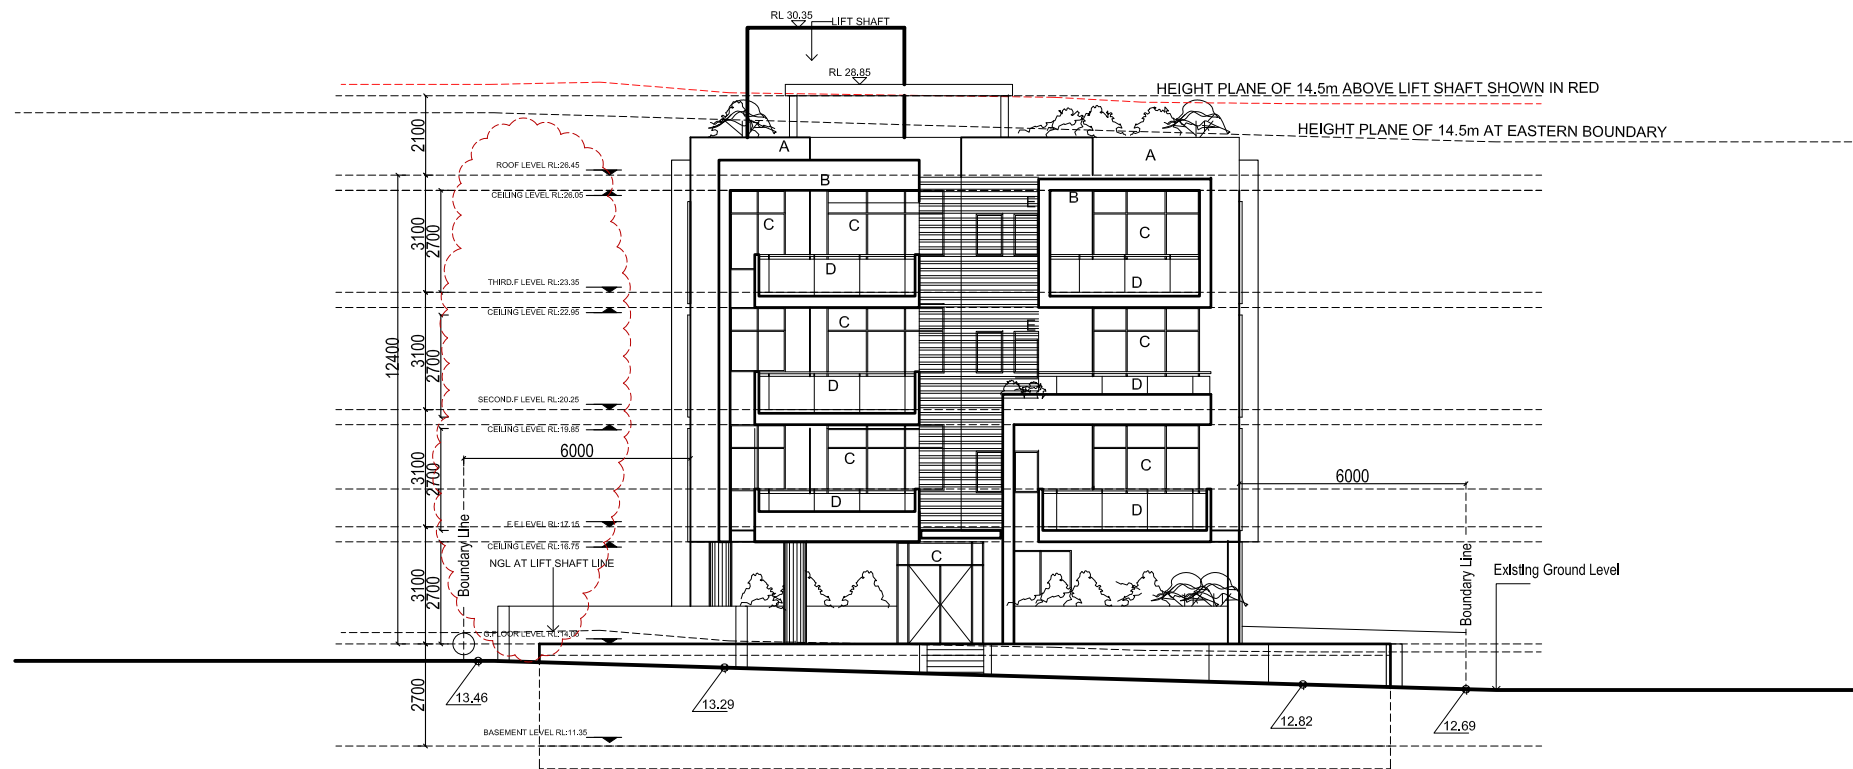 RL 30.35
LIFT SHAFT
RL 28.85
HEIGHT PLANE OF 14.5m ABOVE LIFT SHAFT SHOWN IN RED
HEIGHT PLANE OF 14.5m AT EASTERN BOUNDARY
2100
A
A
ROOF LEVEL RL:26.45
B
CEILING LEVEL RL:26.05
B
E
C
C
C
3100
2700
D
D
THIRD.F LEVEL RL:23.35
CEILING LEVEL RL:22.95
C
E
C
12400
3100
2700
D
D
SECOND.F LEVEL RL:20.25
CEILING LEVEL RL:19.85
6000
C
C
6000
3100
2700
D
D
F.F LEVEL RL:17.15
CEILING LEVEL RL:16.75
NGL AT LIFT SHAFT LINE
C
Boundary Line
Boundary Line
Existing Ground Level
3100
2700
G.FLOOR LEVEL RL:14.05
2700
13.46
13.29
12.82
12.69
BASEMENT LEVEL RL:11.35